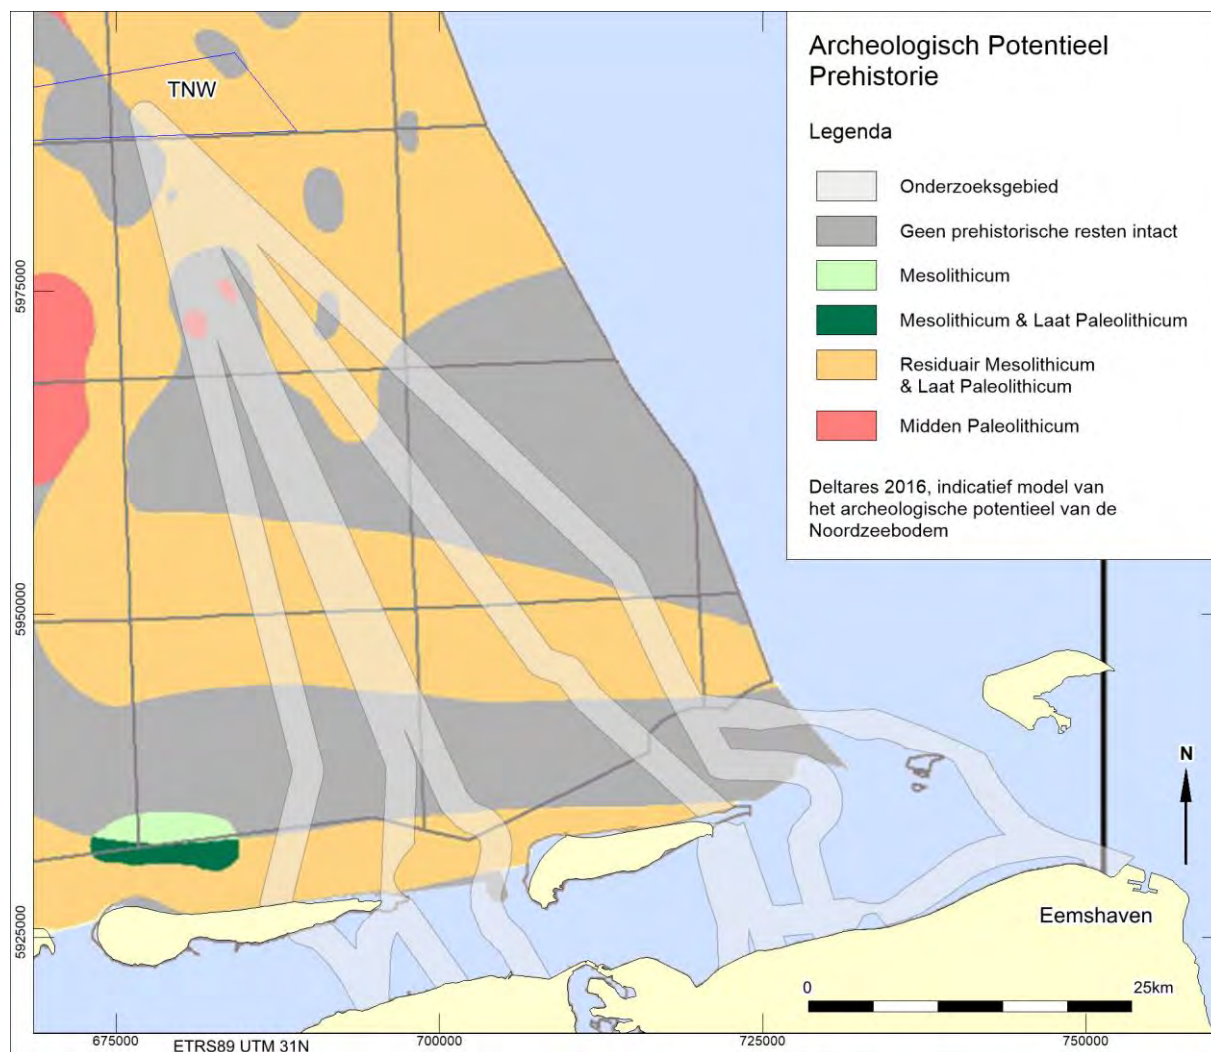 Archeologisch Potentieel
Prehistorie
Legenda
Onderzoeksgebied
Geen prehistorische resten intact
Mesolithicum
Mesolithicum & Laat Paleolithicum
Residuair Mesolithicum
& Laat Paleolithicum
Midden Paleolithicum
Deltares 2016, indicatief model van
het archeologische potentieel van de
Noordzeebodem
TNW
5975000
5950000
5925000
N
Eemshaven
0 25km
675000 700000 725000 750000
ETRS89 UTM 31N